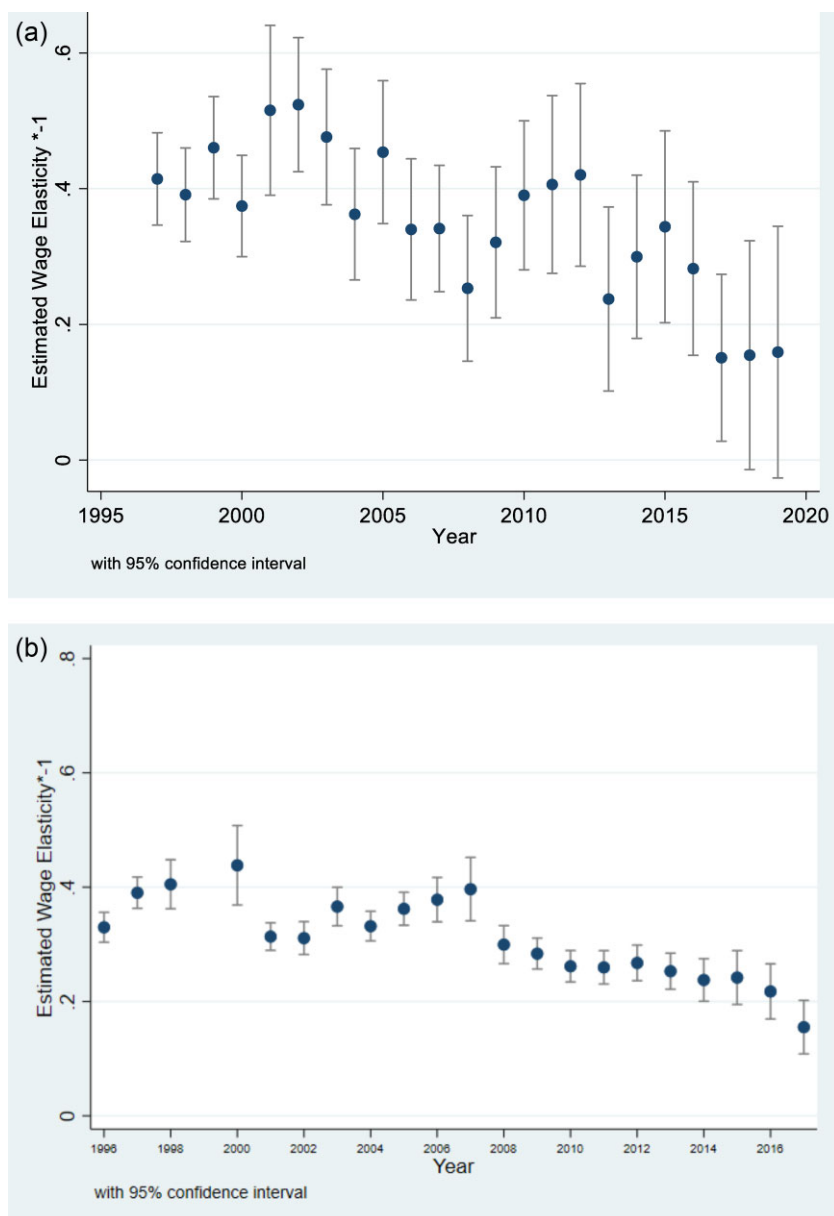 (a)
.6
.4
.2
0
Estimated Wage Elasticity *-1
1995 2000 2005 2010 2015 2020
Year
with 95% confidence interval
(b)
.8
.6
.4
.2
0
Estimated Wage Elasticity*-1
1996 1998 2000 2002 2004 2006 2008 2010 2012 2014 2016
Year
with 95% confidence interval